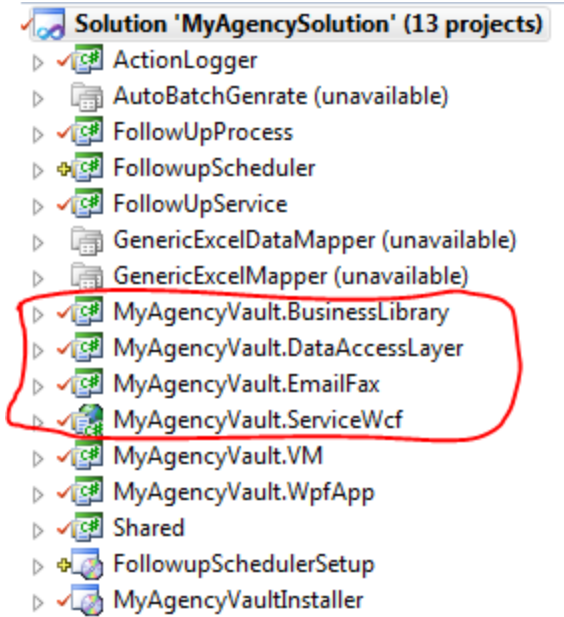 Solution 'MyAgencySolution' (13 projects)
ActionLogger
AutoBatchGenrate (unavailable)
FollowUpProcess
FollowupScheduler
FollowUpService
GenericExcelDataMapper (unavailable)
GenericExcelMapper (unavailable)
MyAgencyVault.BusinessLibrary
MyAgencyVault.DataAccessLayer
MyAgencyVault.EmailFax
MyAgencyVault.ServiceWcf
MyAgencyVault.VM
MyAgencyVault.WpfApp
Shared
FollowupSchedulerSetup
MyAgencyVaultInstaller